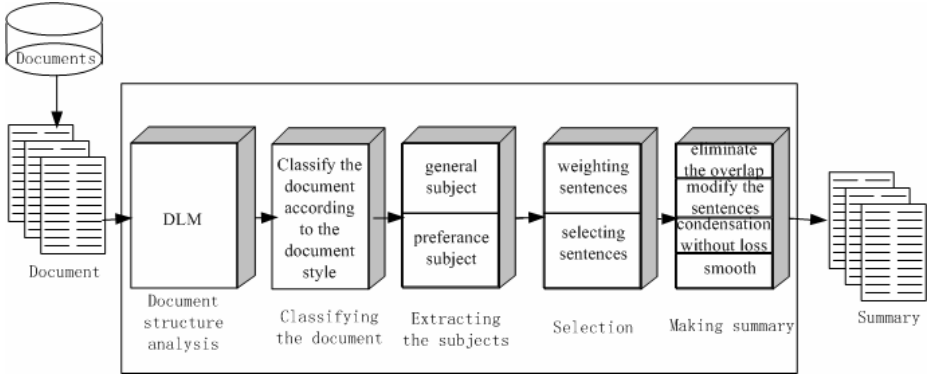 Documents
Document
DLM
Document
structure
analysis
Classify the
document
according
to the
document
style
Classifying
the document
general
subject
preferance
subject
Extracting
the subjects
weighting
sentences
selecting
sentences
Selection
eliminate
the overlap
modify the
sentences
condensation
without loss
smooth
Making summary
Summary